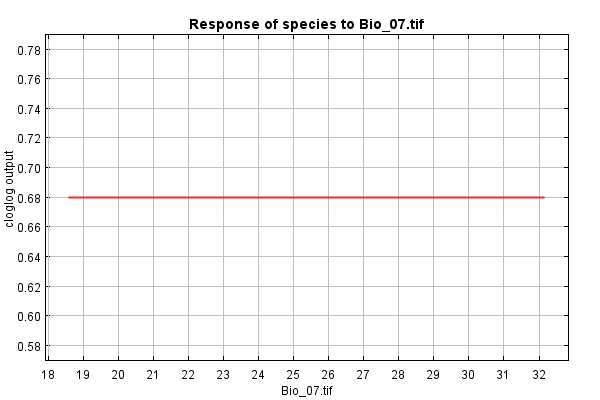 Response of species to Bio_07.tif
cloglog output
0.78
0.76
0.74
0.72
0.70
0.68
0.66
0.64
0.62
0.60
0.58
18 19 20 21 22 23 24 25 26 27 28 29 30 31 32
Bio_07.tif